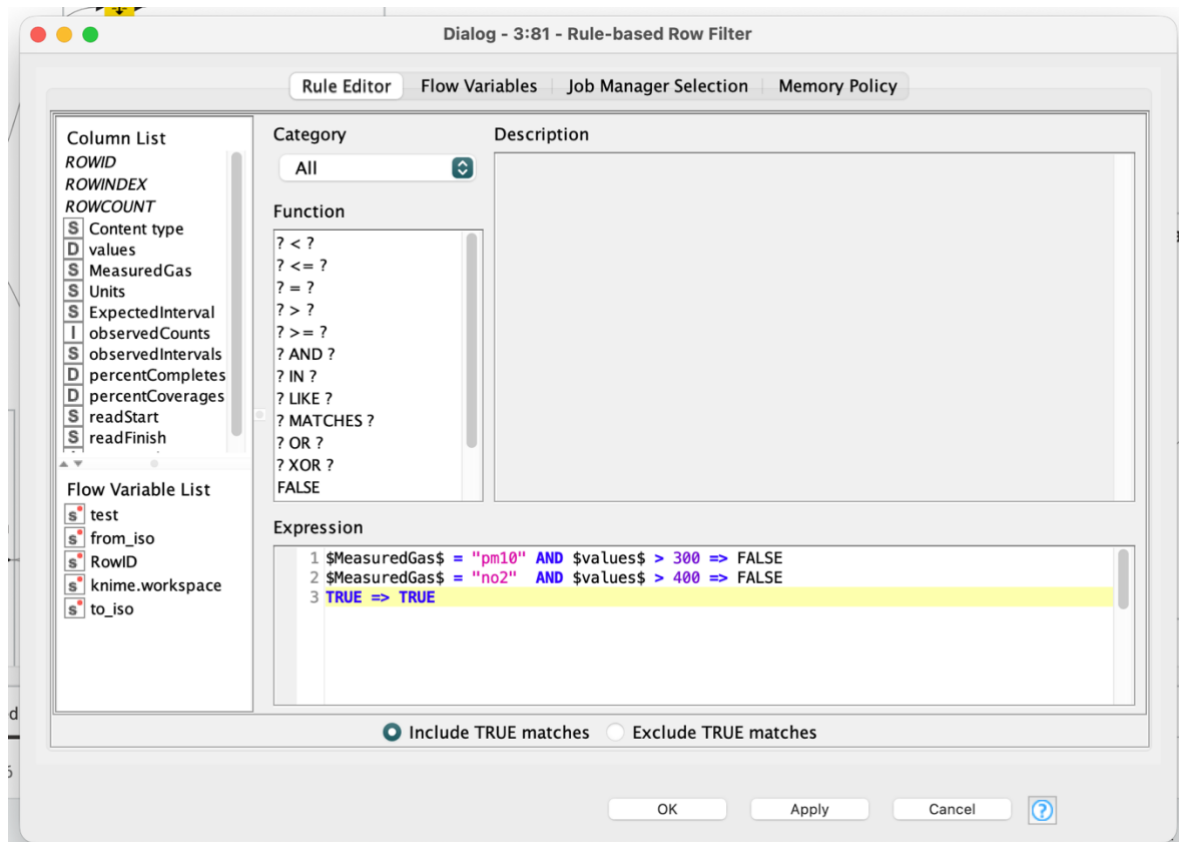 Dialog - 3:81 - Rule-based Row Filter
Rule Editor
Flow Variables
Job Manager Selection
Memory Policy
Column List
ROWID
ROWINDEX
ROWCOUNT
S Content type
D values
S MeasuredGas
S Units
S ExpectedInterval
I observedCounts
S observedIntervals
D percentCompletes
D percentCoverages
S readStart
S readFinish
Flow Variable List
s test
s from_iso
s RowID
s knime.workspace
s to_iso
Category
All
Function
? < ?
? <= ?
? = ?
? > ?
? >= ?
? AND ?
? IN ?
? LIKE ?
? MATCHES ?
? OR ?
? XOR ?
FALSE
Description
Expression
1 $MeasuredGas$ = "pm10" AND $values$ > 300 => FALSE
2 $MeasuredGas$ = "no2"  AND $values$ > 400 => FALSE
3 TRUE => TRUE
Include TRUE matches
Exclude TRUE matches
OK
Apply
Cancel
?